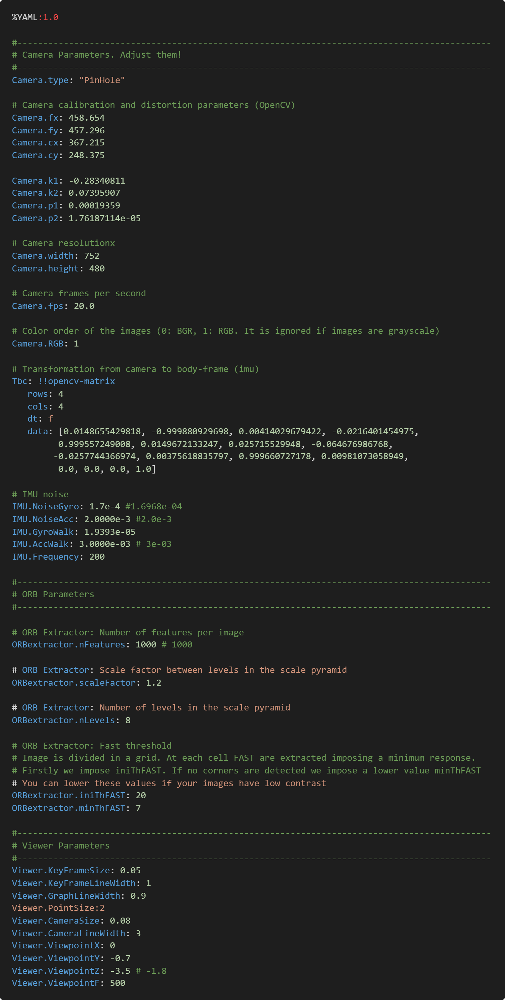 %YAML:1.0
#--------------------------------------------------------------------------------------------
# Camera Parameters. Adjust them!
#--------------------------------------------------------------------------------------------
Camera.type: "PinHole"
# Camera calibration and distortion parameters (OpenCV)
Camera.fx: 458.654
Camera.fy: 457.296
Camera.cx: 367.215
Camera.cy: 248.375
Camera.k1: -0.28340811
Camera.k2: 0.07395907
Camera.p1: 0.00019359
Camera.p2: 1.76187114e-05
# Camera resolutionx
Camera.width: 752
Camera.height: 480
# Camera frames per second
Camera.fps: 20.0
# Color order of the images (0: BGR, 1: RGB. It is ignored if images are grayscale)
Camera.RGB: 1
# Transformation from camera to body-frame (imu)
Tbc: !!opencv-matrix
   rows: 4
   cols: 4
   dt: f
   data: [0.0148655429818, -0.999880929698, 0.00414029679422, -0.0216401454975,
         0.999557249008, 0.0149672133247, 0.025715529948, -0.064676986768,
        -0.0257744366974, 0.00375618835797, 0.999660727178, 0.00981073058949,
         0.0, 0.0, 0.0, 1.0]
# IMU noise
IMU.NoiseGyro: 1.7e-4 #1.6968e-04
IMU.NoiseAcc: 2.0000e-3 #2.0e-3
IMU.GyroWalk: 1.9393e-05
IMU.AccWalk: 3.0000e-03 # 3e-03
IMU.Frequency: 200
#--------------------------------------------------------------------------------------------
# ORB Parameters
#--------------------------------------------------------------------------------------------
# ORB Extractor: Number of features per image
ORBextractor.nFeatures: 1000 # 1000
# ORB Extractor: Scale factor between levels in the scale pyramid
ORBextractor.scaleFactor: 1.2
# ORB Extractor: Number of levels in the scale pyramid
ORBextractor.nLevels: 8
# ORB Extractor: Fast threshold
# Image is divided in a grid. At each cell FAST are extracted imposing a minimum response.
# Firstly we impose iniThFAST. If no corners are detected we impose a lower value minThFAST
# You can lower these values if your images have low contrast
ORBextractor.iniThFAST: 20
ORBextractor.minThFAST: 7
#--------------------------------------------------------------------------------------------
# Viewer Parameters
#--------------------------------------------------------------------------------------------
Viewer.KeyFrameSize: 0.05
Viewer.KeyFrameLineWidth: 1
Viewer.GraphLineWidth: 0.9
Viewer.PointSize:2
Viewer.CameraSize: 0.08
Viewer.CameraLineWidth: 3
Viewer.ViewpointX: 0
Viewer.ViewpointY: -0.7
Viewer.ViewpointZ: -3.5 # -1.8
Viewer.ViewpointF: 500